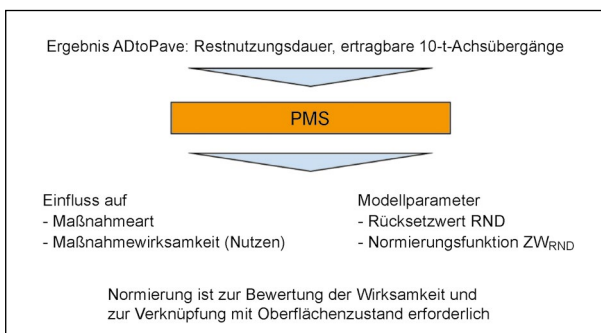 Ergebnis ADtoPave: Restnutzungsdauer, ertragbare 10-t-Achsübergänge
PMS
Einfluss auf
- Maßnahmeart
- Maßnahmewirksamkeit (Nutzen)
Modellparameter
- Rücksetzwert RND
- Normierungsfunktion ZWRND
Normierung ist zur Bewertung der Wirksamkeit und
zur Verknüpfung mit Oberflächenzustand erforderlich